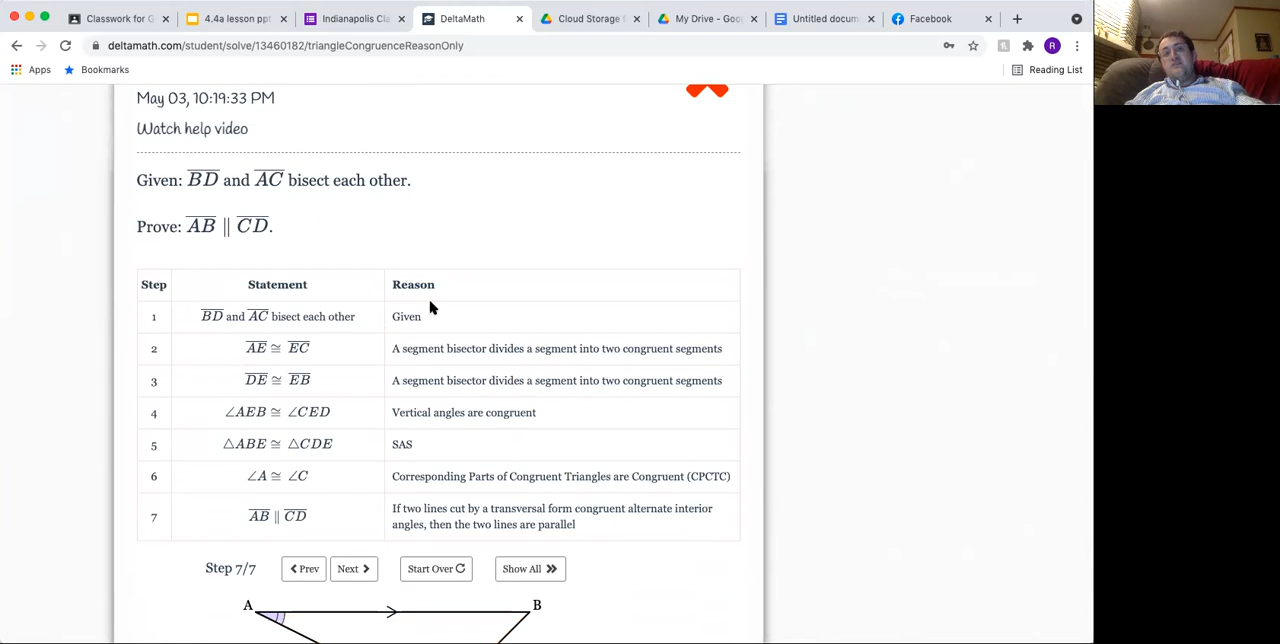 Classwork for G
4.4a lesson ppt
Indianapolis Cla
DeltaMath
Cloud Storage f
My Drive - Goog
Untitled docum
Facebook
deltamath.com/student/solve/13460182/triangleCongruenceReasonOnly
R
Apps
Bookmarks
Reading List
May 03, 10:19:33 PM
Watch help video
Given: BD and AC bisect each other.
Prove: AB ∥ CD.
Step Statement Reason
1 BD and AC bisect each other Given
2 AE ≅ EC A segment bisector divides a segment into two congruent segments
3 DE ≅ EB A segment bisector divides a segment into two congruent segments
4 ∠AEB ≅ ∠CED Vertical angles are congruent
5 △ABE ≅ △CDE SAS
6 ∠A ≅ ∠C Corresponding Parts of Congruent Triangles are Congruent (CPCTC)
7 AB ∥ CD If two lines cut by a transversal form congruent alternate interior
angles, then the two lines are parallel
Step 7/7 Prev Next Start Over Show All
A B